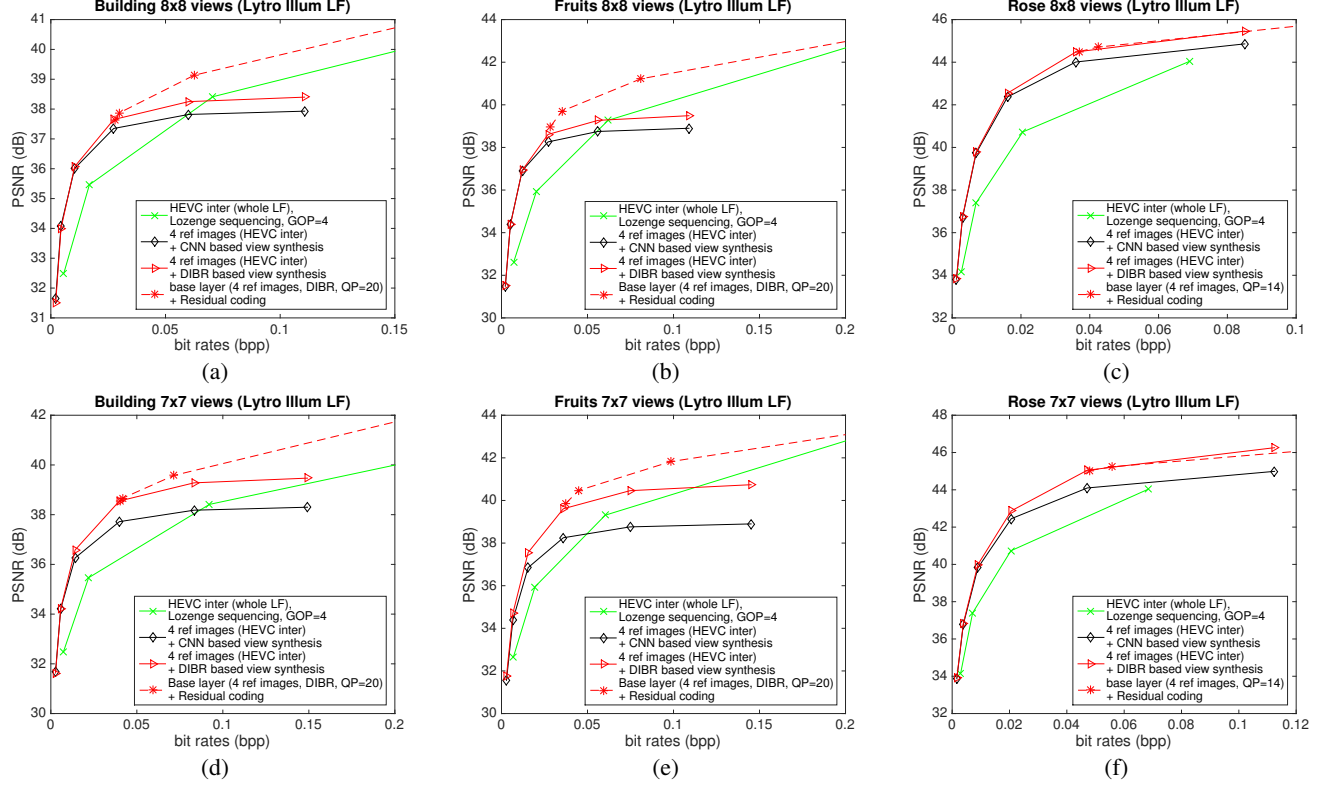 Building 8x8 views (Lytro Illum LF)
41
40
39
38
37
36
35
34
33
32
31
PSNR (dB)
0
0.05
0.1
0.15
bit rates (bpp)
HEVC inter (whole LF),
Lozenge sequencing, GOP=4
4 ref images (HEVC inter)
+ CNN based view synthesis
4 ref images (HEVC inter)
+ DIBR based view synthesis
base layer (4 ref images, DIBR, QP=20)
+ Residual coding
(a)
Fruits 8x8 views (Lytro Illum LF)
44
42
40
38
36
34
32
30
PSNR (dB)
0
0.05
0.1
0.15
0.2
bit rates (bpp)
HEVC inter (whole LF),
Lozenge sequencing, GOP=4
4 ref images (HEVC inter)
+ CNN based view synthesis
4 ref images (HEVC inter)
+ DIBR based view synthesis
base layer (4 ref images, DIBR, QP=20)
+ Residual coding
(b)
Rose 8x8 views (Lytro Illum LF)
46
44
42
40
38
36
34
32
PSNR (dB)
0
0.02
0.04
0.06
0.08
0.1
bit rates (bpp)
HEVC inter (whole LF),
Lozenge sequencing, GOP=4
4 ref images (HEVC inter)
+ CNN based view synthesis
4 ref images (HEVC inter)
+ DIBR based view synthesis
base layer (4 ref images, QP=14)
+ Residual coding
(c)
Building 7x7 views (Lytro Illum LF)
42
40
38
36
34
32
30
PSNR (dB)
0
0.05
0.1
0.15
0.2
bit rates (bpp)
HEVC inter (whole LF),
Lozenge sequencing, GOP=4
4 ref images (HEVC inter)
+ CNN based view synthesis
4 ref images (HEVC inter)
+ DIBR based view synthesis
Base layer (4 ref images, DIBR, QP=20)
+ Residual coding
(d)
Fruits 7x7 views (Lytro Illum LF)
44
42
40
38
36
34
32
30
PSNR (dB)
0
0.05
0.1
0.15
0.2
bit rates (bpp)
HEVC inter (whole LF),
Lozenge sequencing, GOP=4
4 ref images (HEVC inter)
+ CNN based view synthesis
4 ref images (HEVC inter)
+ DIBR based view synthesis
Base layer (4 ref images, DIBR, QP=20)
+ Residual coding
(e)
Rose 7x7 views (Lytro Illum LF)
48
46
44
42
40
38
36
34
32
PSNR (dB)
0
0.02
0.04
0.06
0.08
0.1
0.12
bit rates (bpp)
HEVC inter (whole LF),
Lozenge sequencing, GOP=4
4 ref images (HEVC inter)
+ CNN based view synthesis
4 ref images (HEVC inter)
+ DIBR based view synthesis
base layer (4 ref images, QP=14)
+ Residual coding
(f)